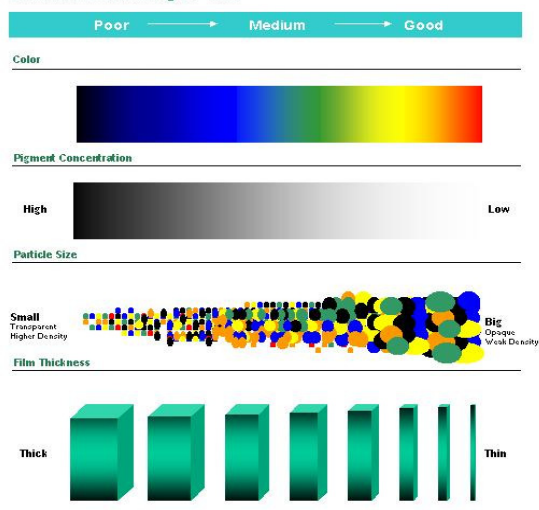 Poor Medium Good
Color
Pigment Concentration
High Low
Particle Size
Small Big
Transparent Opaque
Higher Density Weak Density
Film Thickness
Thick Thin